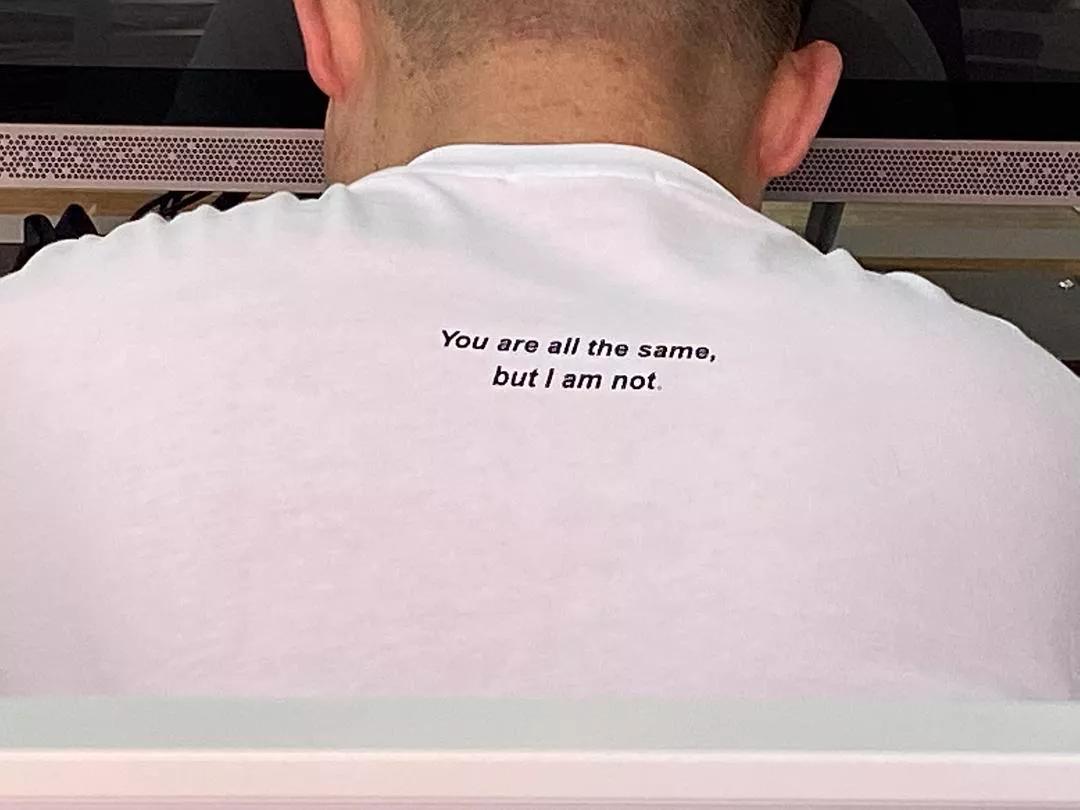 You are all the same,
but I am not.